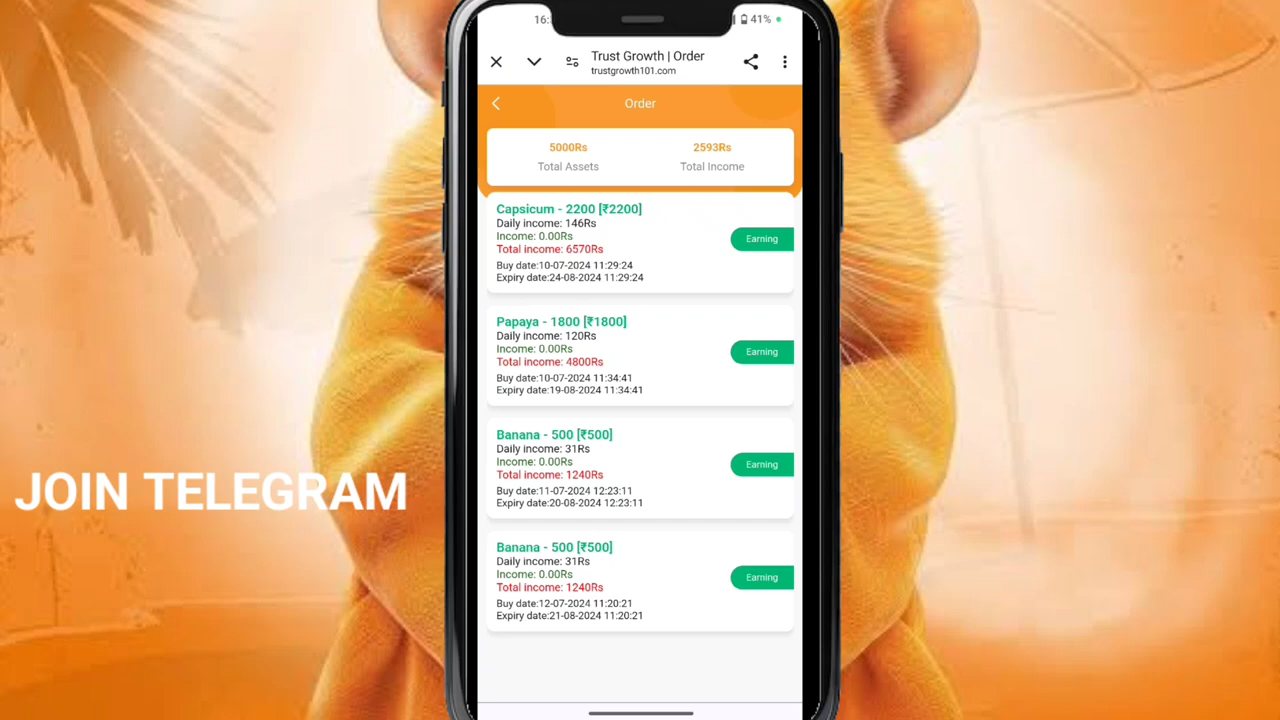 41%
Trust Growth | Order
trustgrowth101.com
Order
5000Rs
2593Rs
Total Assets
Total Income
Capsicum - 2200 [₹2200]
Daily income: 146Rs
Income: 0.00Rs
Total income: 6570Rs
Buy date:10-07-2024 11:29:24
Expiry date:24-08-2024 11:29:24
Earning
Papaya - 1800 [₹1800]
Daily income: 120Rs
Income: 0.00Rs
Total income: 4800Rs
Buy date:10-07-2024 11:34:41
Expiry date:19-08-2024 11:34:41
Earning
Banana - 500 [₹500]
Daily income: 31Rs
Income: 0.00Rs
Total income: 1240Rs
Buy date:11-07-2024 12:23:11
Expiry date:20-08-2024 12:23:11
Earning
JOIN TELEGRAM
Banana - 500 [₹500]
Daily income: 31Rs
Income: 0.00Rs
Total income: 1240Rs
Buy date:12-07-2024 11:20:21
Expiry date:21-08-2024 11:20:21
Earning